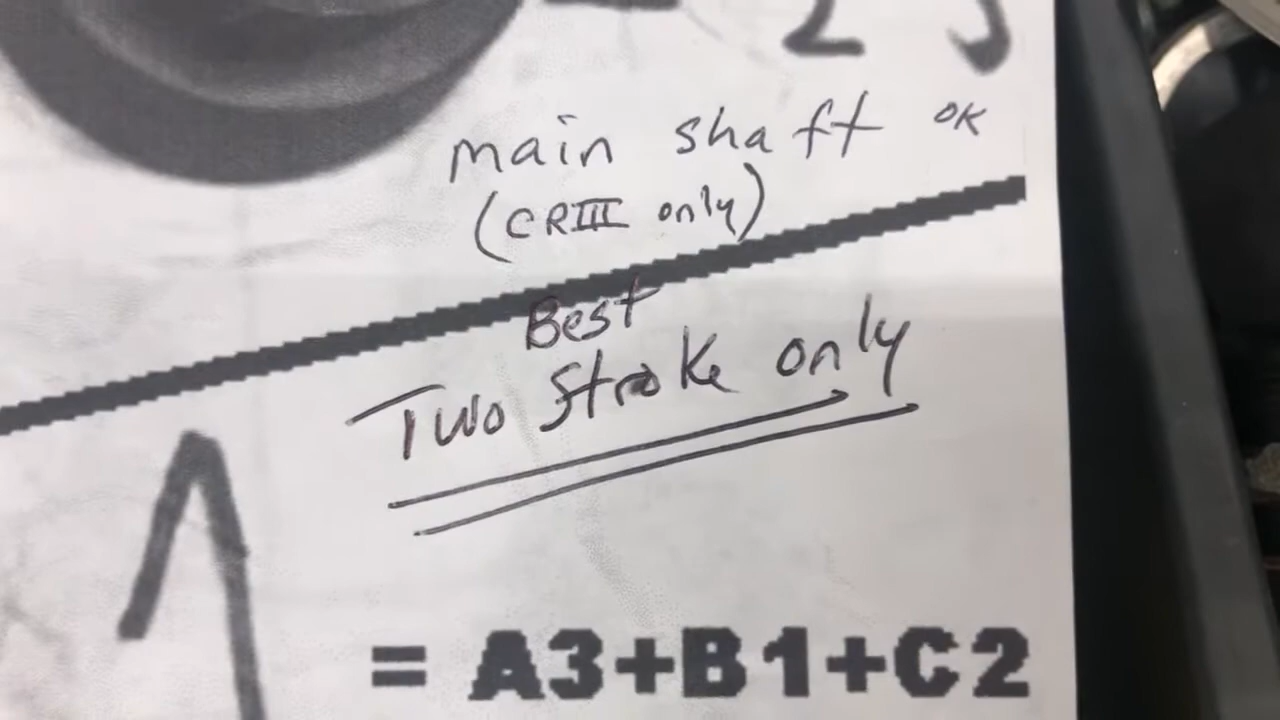 main shaft OK
(CRIII only)
Best
Two Stroke only
= A3+B1+C2